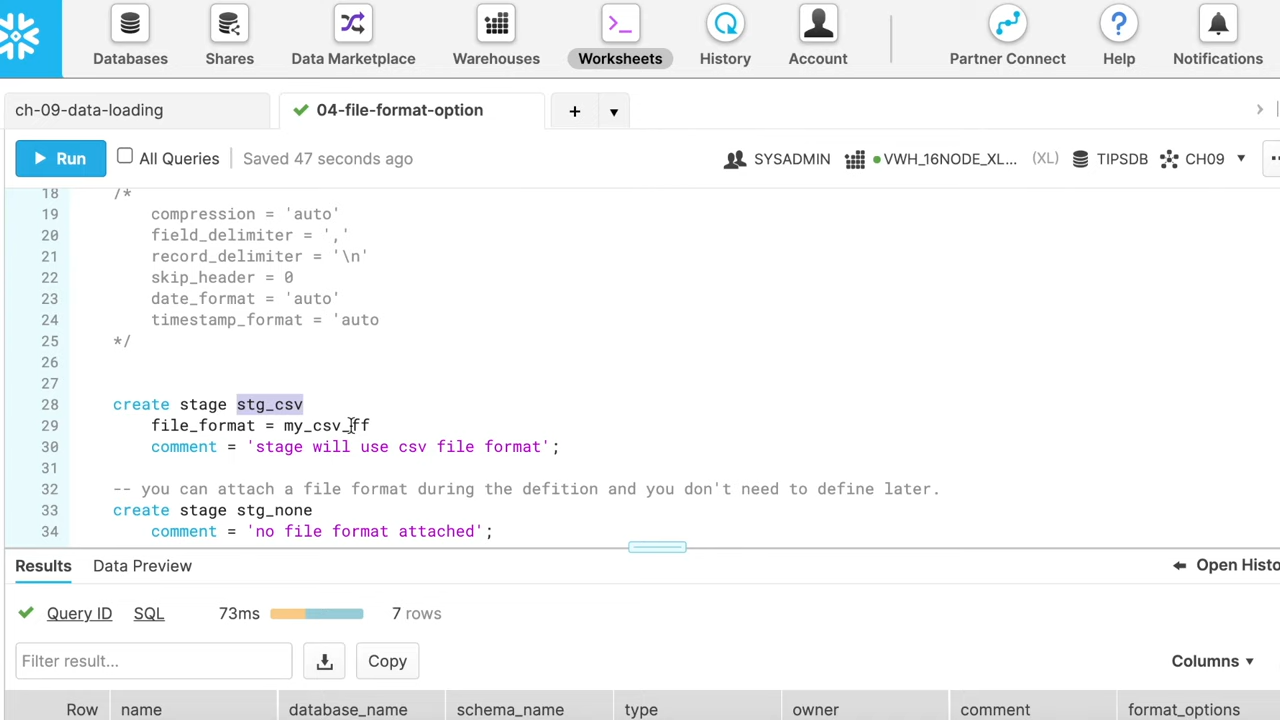 Databases Shares Data Marketplace Warehouses Worksheets History Account Partner Connect Help Notifications
ch-09-data-loading 04-file-format-option
Run All Queries Saved 47 seconds ago SYSADMIN VWH_16NODE_XL... (XL) TIPSDB CH09
18 /*
19 compression = 'auto'
20 field_delimiter = ','
21 record_delimiter = '\n'
22 skip_header = 0
23 date_format = 'auto'
24 timestamp_format = 'auto
25 */
26
27
28 create stage stg_csv
29 file_format = my_csv_ff
30 comment = 'stage will use csv file format';
31
32 -- you can attach a file format during the defition and you don't need to define later.
33 create stage stg_none
34 comment = 'no file format attached';
Results Data Preview Open Histo
Query ID SQL 73ms 7 rows
Filter result... Copy Columns
Row name database_name schema_name type owner comment format_options